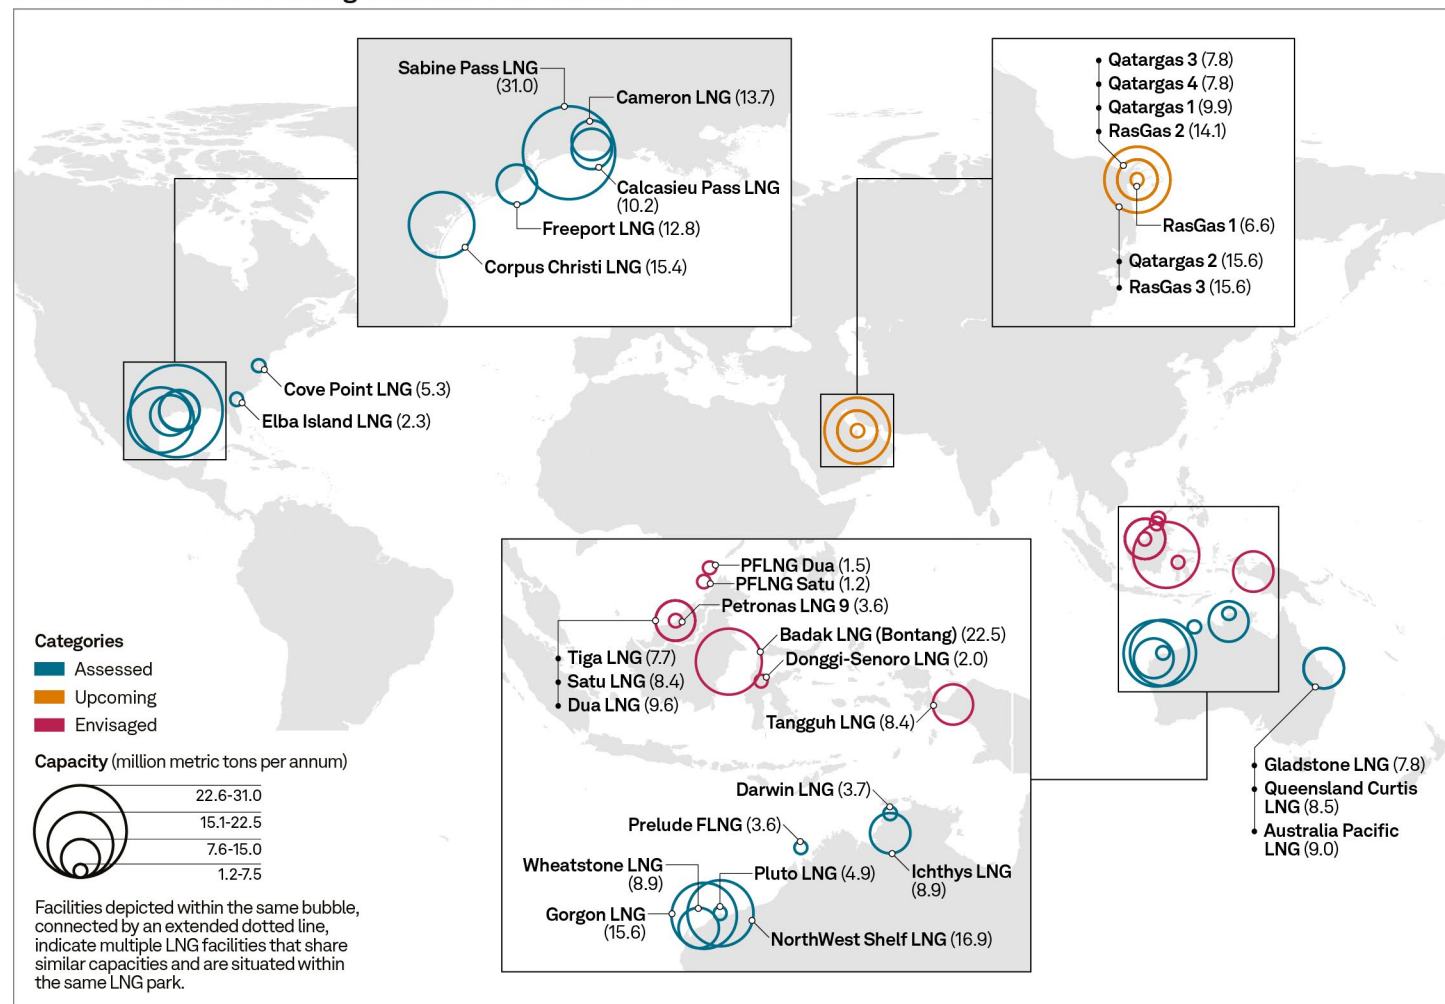 Sabine Pass LNG
(31.0)
Cameron LNG (13.7)
Calcasieu Pass LNG
(10.2)
Freeport LNG (12.8)
Corpus Christi LNG (15.4)
Qatargas 3 (7.8)
Qatargas 4 (7.8)
Qatargas 1 (9.9)
RasGas 2 (14.1)
RasGas 1 (6.6)
Qatargas 2 (15.6)
RasGas 3 (15.6)
Cove Point LNG (5.3)
Elba Island LNG (2.3)
PFLNG Dua (1.5)
PFLNG Satu (1.2)
Petronas LNG 9 (3.6)
Badak LNG (Bontang) (22.5)
Donggi-Senoro LNG (2.0)
Tiga LNG (7.7)
Satu LNG (8.4)
Dua LNG (9.6)
Tangguh LNG (8.4)
Darwin LNG (3.7)
Prelude FLNG (3.6)
Wheatstone LNG
(8.9)
Pluto LNG (4.9)
Ichthys LNG
(8.9)
Gorgon LNG
(15.6)
NorthWest Shelf LNG (16.9)
Gladstone LNG (7.8)
Queensland Curtis
LNG (8.5)
Australia Pacific
LNG (9.0)
Categories
Assessed
Upcoming
Envisaged
Capacity (million metric tons per annum)
22.6-31.0
15.1-22.5
7.6-15.0
1.2-7.5
Facilities depicted within the same bubble,
connected by an extended dotted line,
indicate multiple LNG facilities that share
similar capacities and are situated within
the same LNG park.